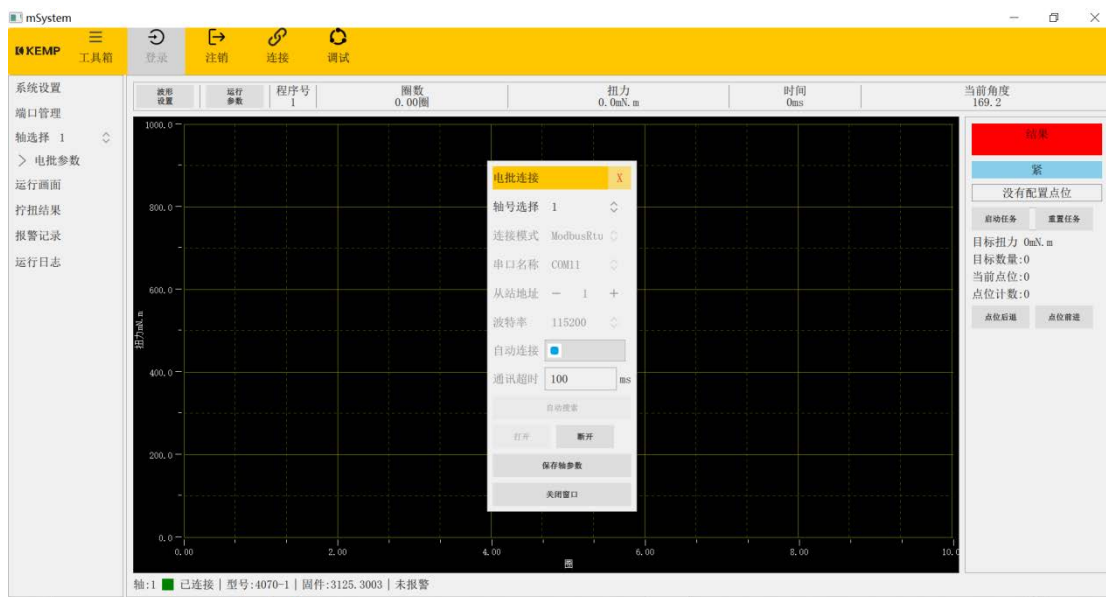 mSystem
KEMP
工具箱
登录
注销
连接
调试
系统设置
端口管理
轴选择 1
电批参数
运行画面
拧扭结果
报警记录
运行日志
波形设置
运行参数
程序号
1
圈数
0.00圈
扭力
0.0mN.m
时间
0ms
当前角度
169.2
1000.0
800.0
600.0
400.0
200.0
0.0
扭力mN.m
0.00
2.00
4.00
6.00
8.00
10.
圈
电批连接 X
轴号选择 1
连接模式 ModbusRtu
串口名称 COM11
从站地址 − 1 +
波特率 115200
自动连接
通讯超时 100 ms
自动搜索
打开 断开
保存轴参数
关闭窗口
结果
紧
没有配置点位
启动任务 重置任务
目标扭力 0mN.m
目标数量:0
当前点位:0
点位计数:0
点位后退 点位前进
轴:1 已连接 | 型号:4070-1 | 固件:3125.3003 | 未报警